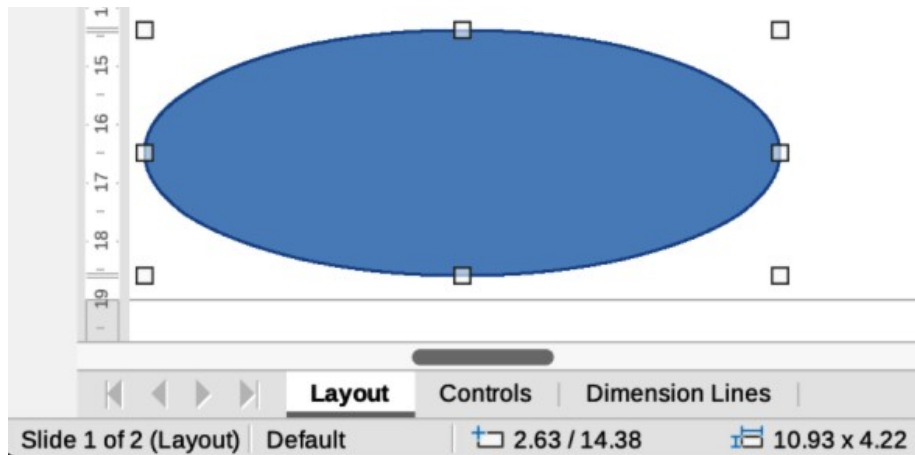 15
16
17
18
19
Layout Controls Dimension Lines
Slide 1 of 2 (Layout) Default 2.63 / 14.38 10.93 x 4.22